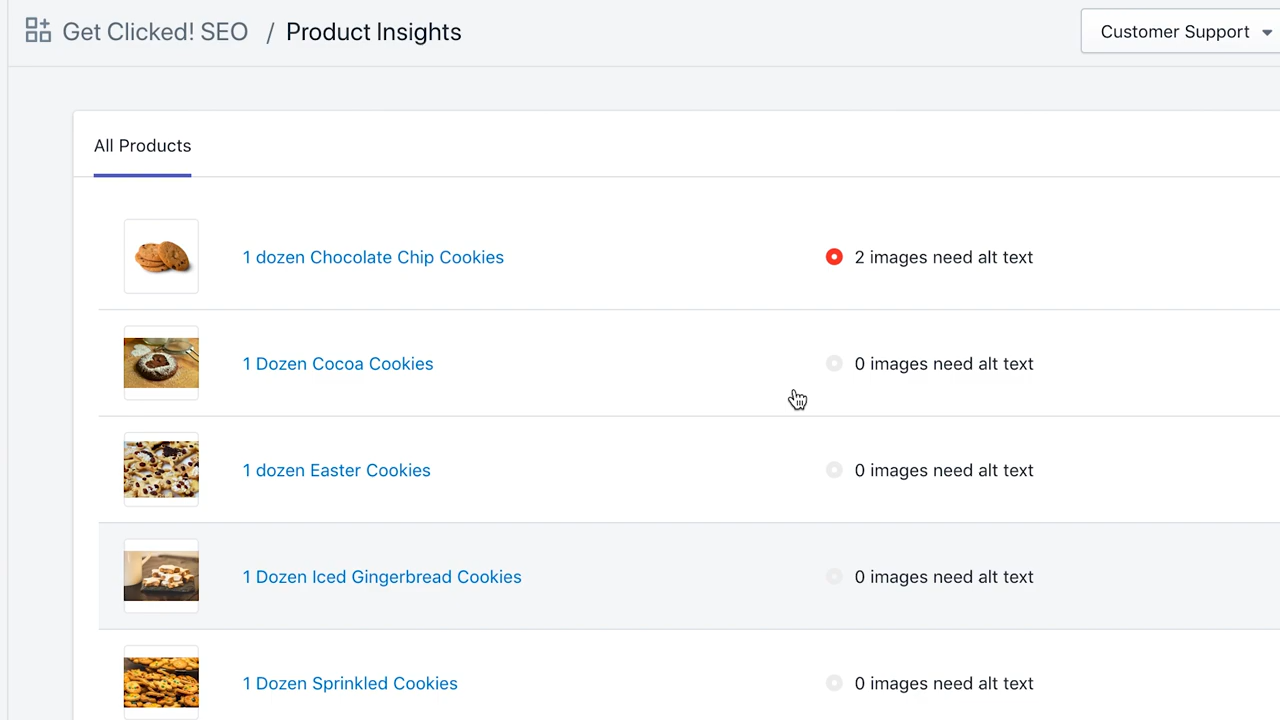 Get Clicked! SEO / Product Insights
Customer Support
All Products
1 dozen Chocolate Chip Cookies
2 images need alt text
1 Dozen Cocoa Cookies
0 images need alt text
1 dozen Easter Cookies
0 images need alt text
1 Dozen Iced Gingerbread Cookies
0 images need alt text
1 Dozen Sprinkled Cookies
0 images need alt text